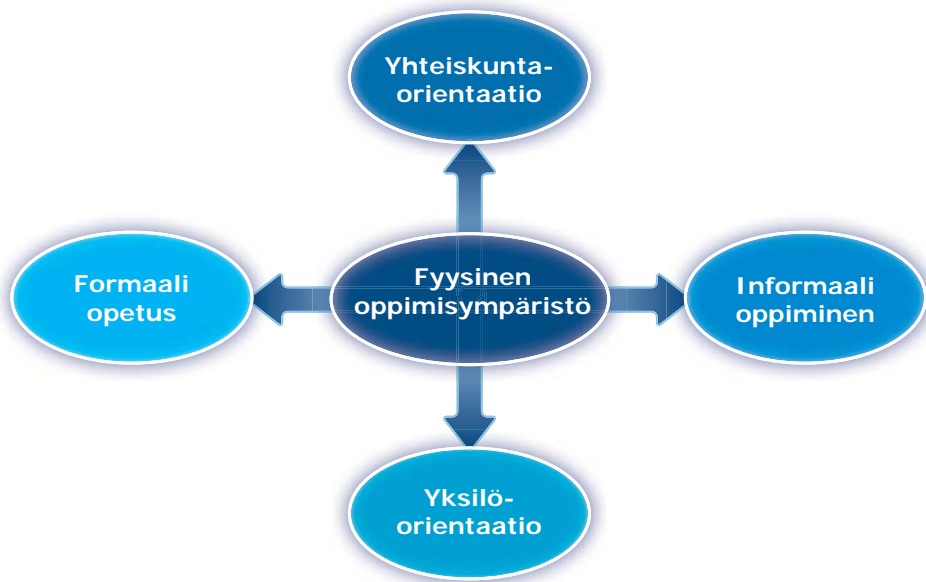 Yhteiskunta-
orientaatio
Formaali
opetus
Fyysinen
oppimisympäristö
Informaali
oppiminen
Yksilö-
orientaatio